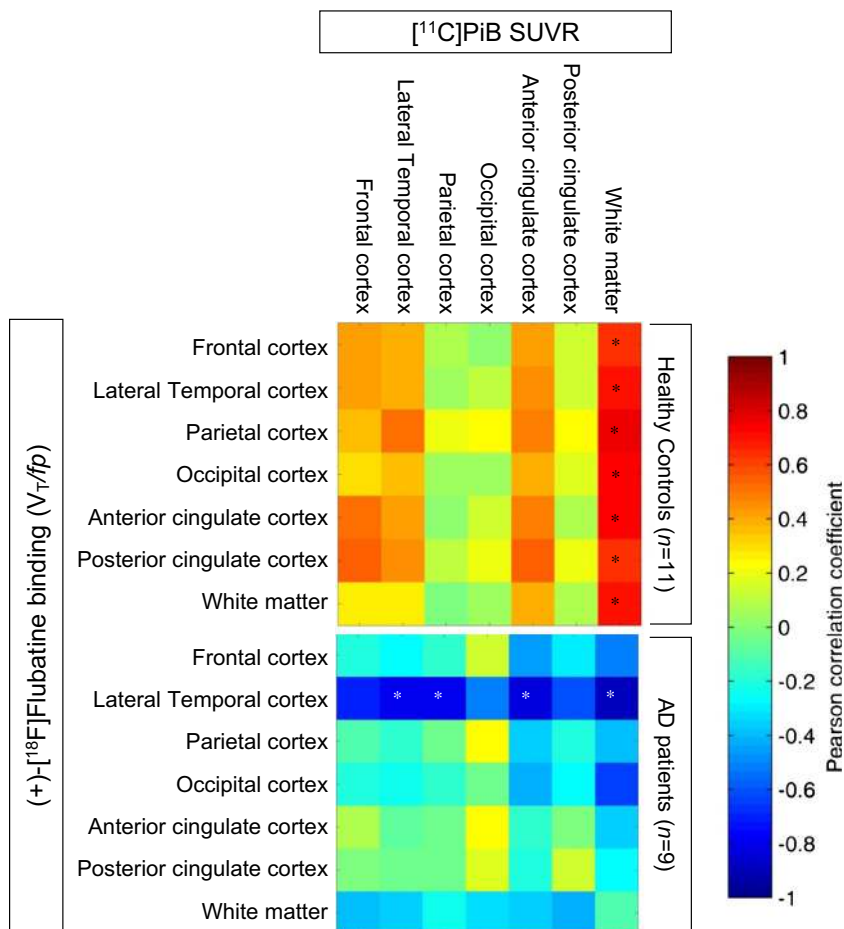 [¹¹C]PiB SUVR
Frontal cortex
Lateral Temporal cortex
Parietal cortex
Occipital cortex
Anterior cingulate cortex
Posterior cingulate cortex
White matter
(+)-[¹⁸F]Flubatine binding (V_T/fp)
Frontal cortex
Lateral Temporal cortex
Parietal cortex
Occipital cortex
Anterior cingulate cortex
Posterior cingulate cortex
White matter
*
*
*
*
*
*
*
Healthy Controls (n=11)
Frontal cortex
Lateral Temporal cortex
Parietal cortex
Occipital cortex
Anterior cingulate cortex
Posterior cingulate cortex
White matter
* * * *
AD patients (n=9)
1
0.8
0.6
0.4
0.2
0
-0.2
-0.4
-0.6
-0.8
-1
Pearson correlation coefficient